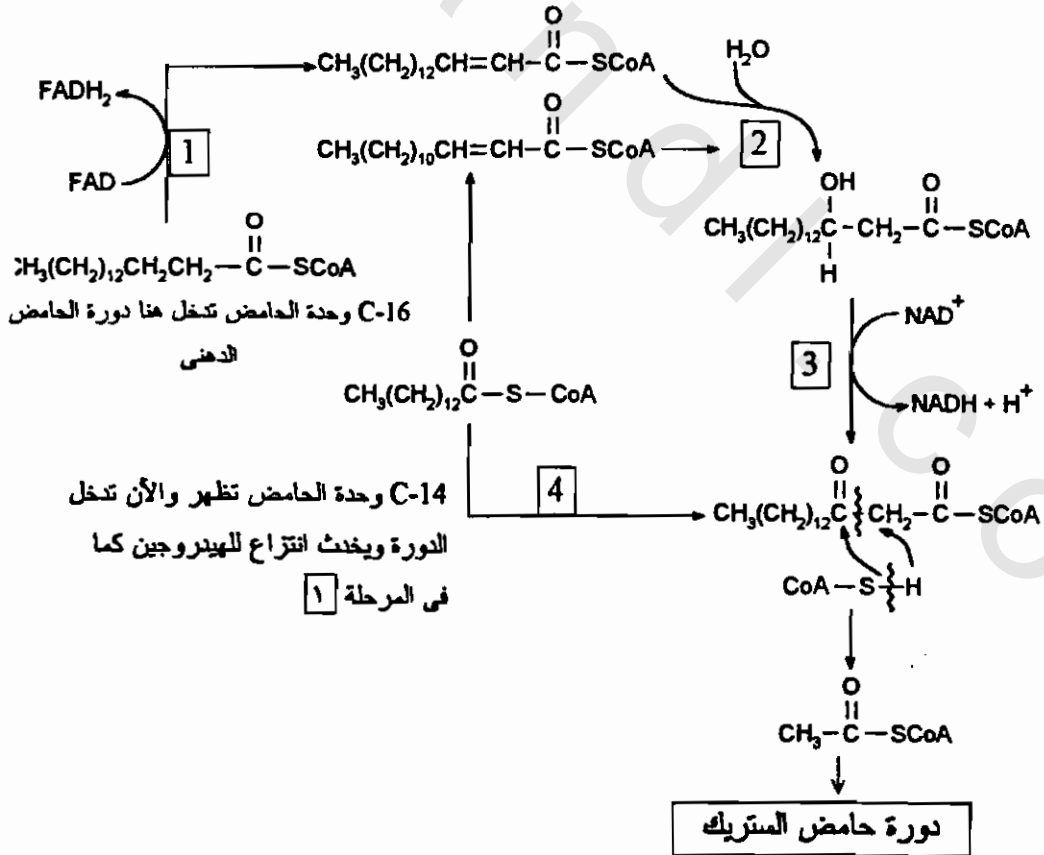 CH₃(CH₂)₁₂CH=CH—C(=O)—SCoA
H₂O
FADH₂
1
FAD
CH₃(CH₂)₁₀CH=CH—C(=O)—SCoA
2
CH₃(CH₂)₁₂C(OH)(H)—CH₂—C(=O)—SCoA
CH₃(CH₂)₁₂CH₂CH₂—C(=O)—SCoA
C-16 وحدة الحامض تدخل هنا دورة الحامض
الدهنى
NAD⁺
3
NADH + H⁺
CH₃(CH₂)₁₂C(=O)—S—CoA
4
C-14 وحدة الحامض تظهر والأن تدخل
الدورة ويخدث انتزاع للهيدروجين كما
فى المرحلة ١
CH₃(CH₂)₁₂C(=O)—CH₂—C(=O)—SCoA
CoA—S—H
CH₃—C(=O)—SCoA
دورة حامض الستريك